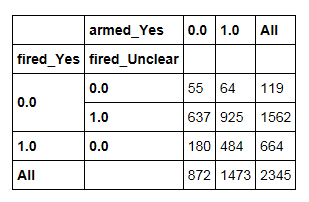 armed_Yes 0.0 1.0 All
fired_Yes fired_Unclear
0.0 0.0 55 64 119
1.0 637 925 1562
1.0 0.0 180 484 664
All 872 1473 2345